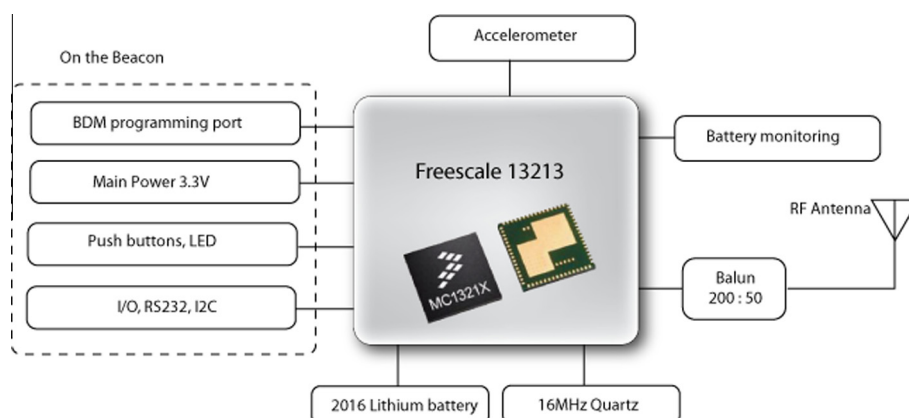 Accelerometer
On the Beacon
BDM programming port
Battery monitoring
Main Power 3.3V
Freescale 13213
RF Antenna
Push buttons, LED
MC1321X
Balun
200 : 50
I/O, RS232, I2C
2016 Lithium battery
16MHz Quartz